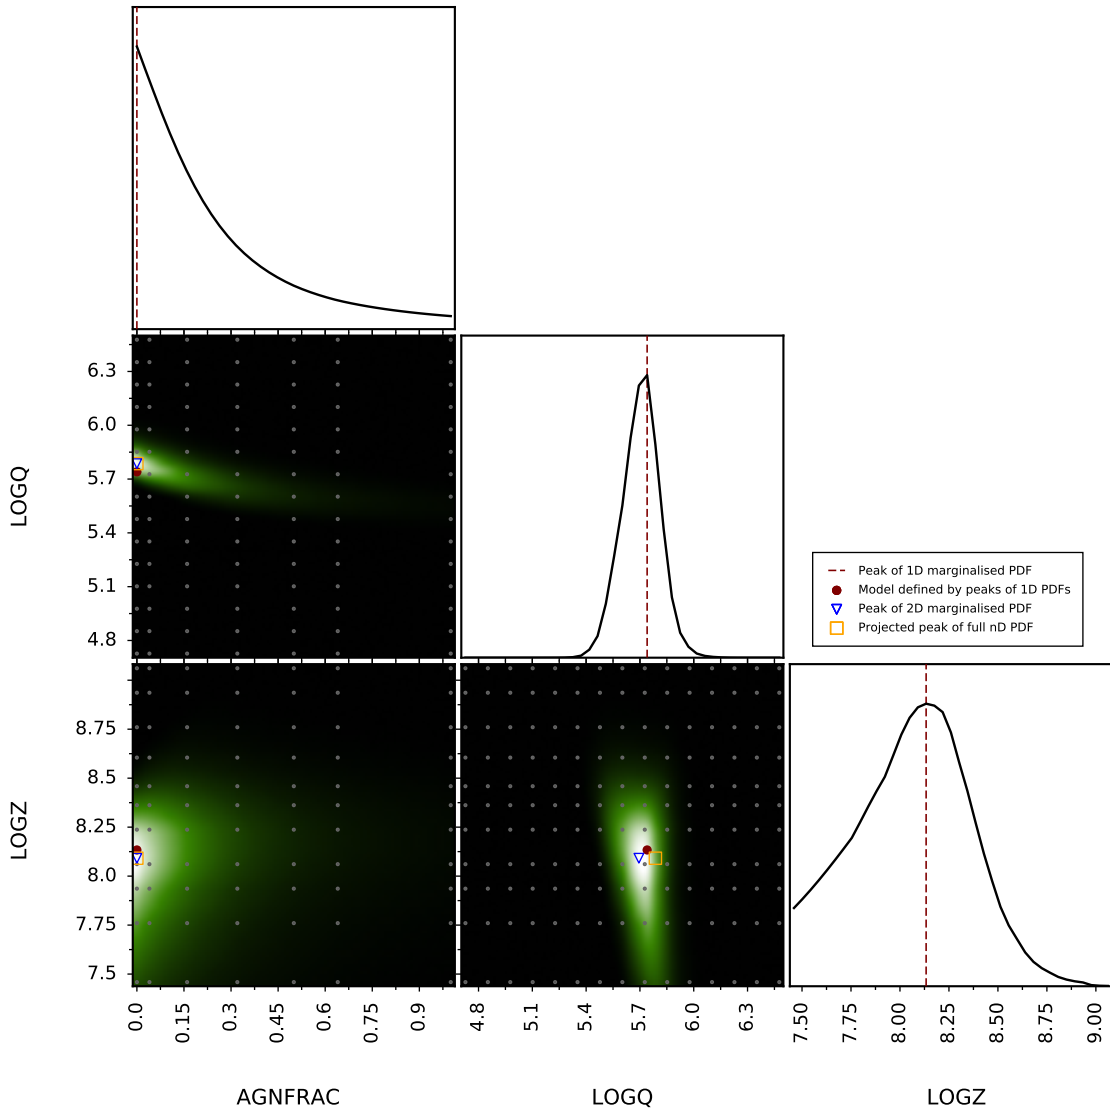 6.3
6.0
5.7
5.4
5.1
4.8
LOGQ
Peak of 1D marginalised PDF
Model defined by peaks of 1D PDFs
Peak of 2D marginalised PDF
Projected peak of full nD PDF
8.75
8.5
8.25
8.0
7.75
7.5
LOGZ
0.0 0.15 0.3 0.45 0.6 0.75 0.9
4.8 5.1 5.4 5.7 6.0 6.3
7.50 7.75 8.00 8.25 8.50 8.75 9.00
AGNFRAC LOGQ LOGZ